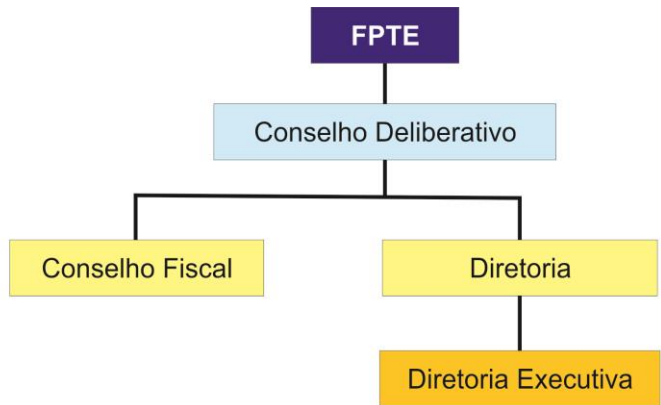 FPTE
Conselho Deliberativo
Conselho Fiscal
Diretoria
Diretoria Executiva